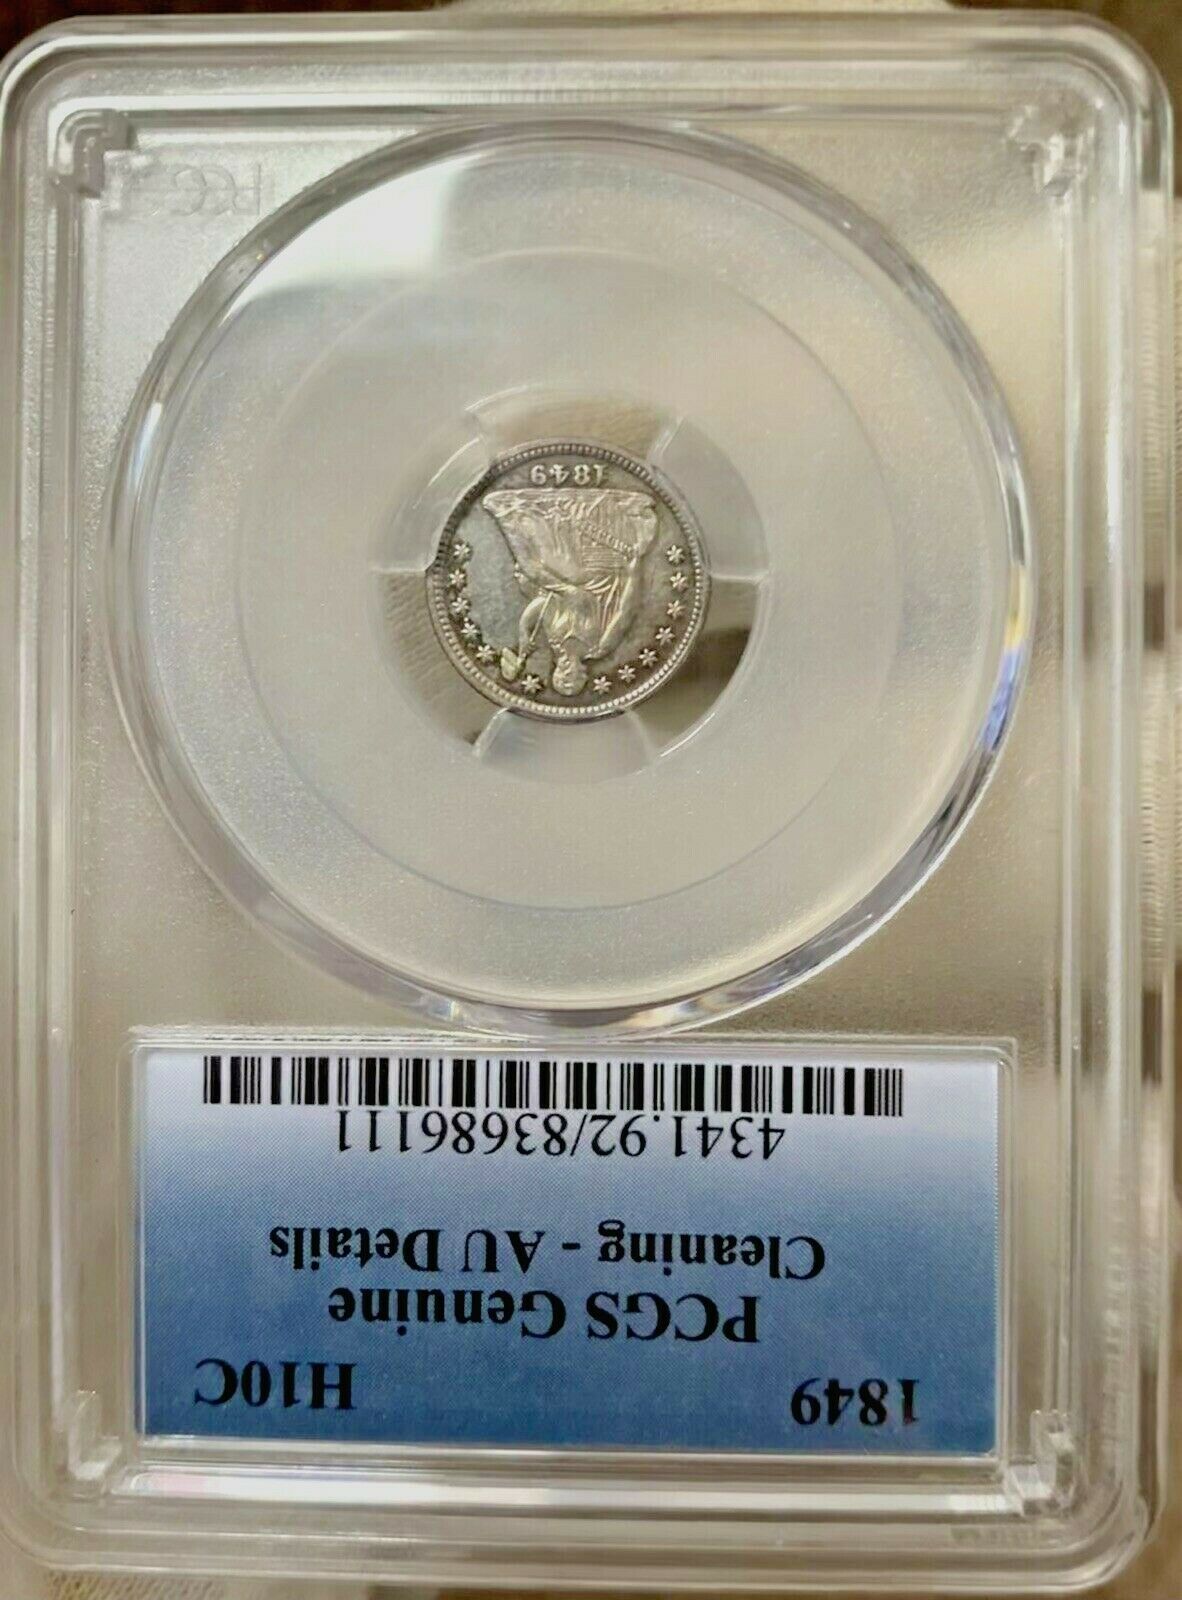 1849 H10C
PCGS Genuine
Cleaning - AU Details
4341.92/83686111
1849